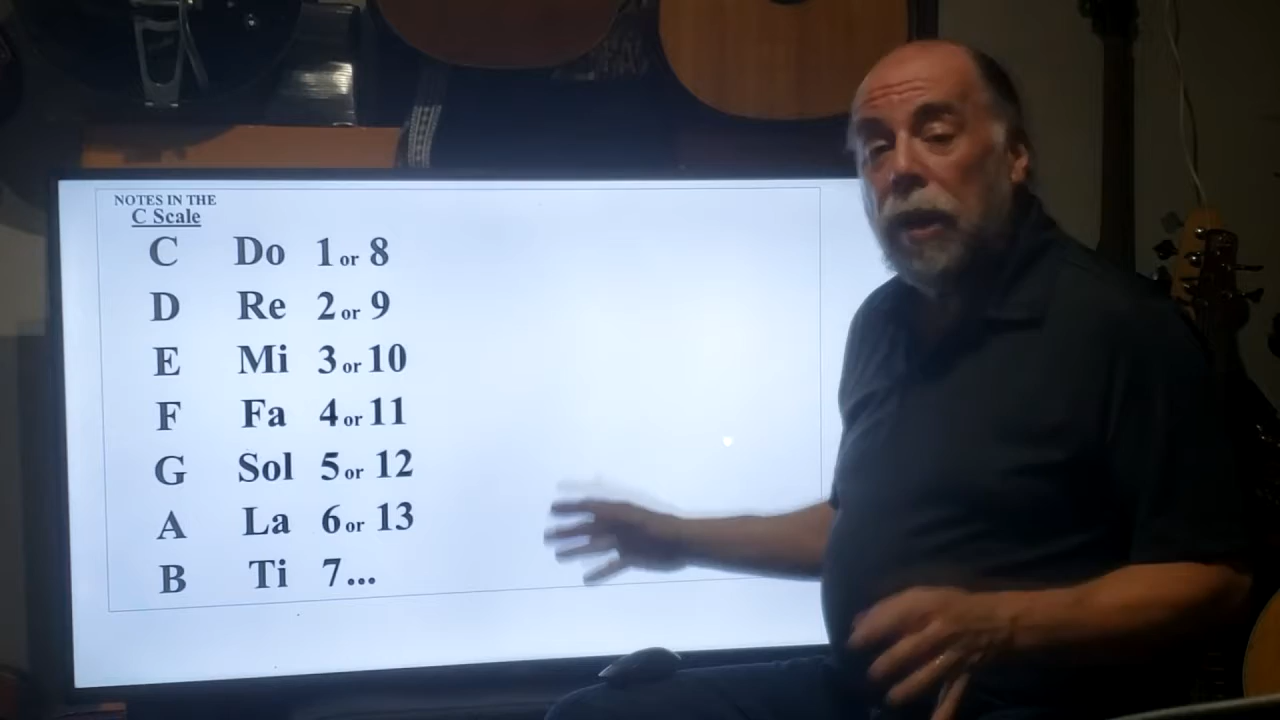 NOTES IN THE
C Scale
C Do 1 or 8
D Re 2 or 9
E Mi 3 or 10
F Fa 4 or 11
G Sol 5 or 12
A La 6 or 13
B Ti 7...